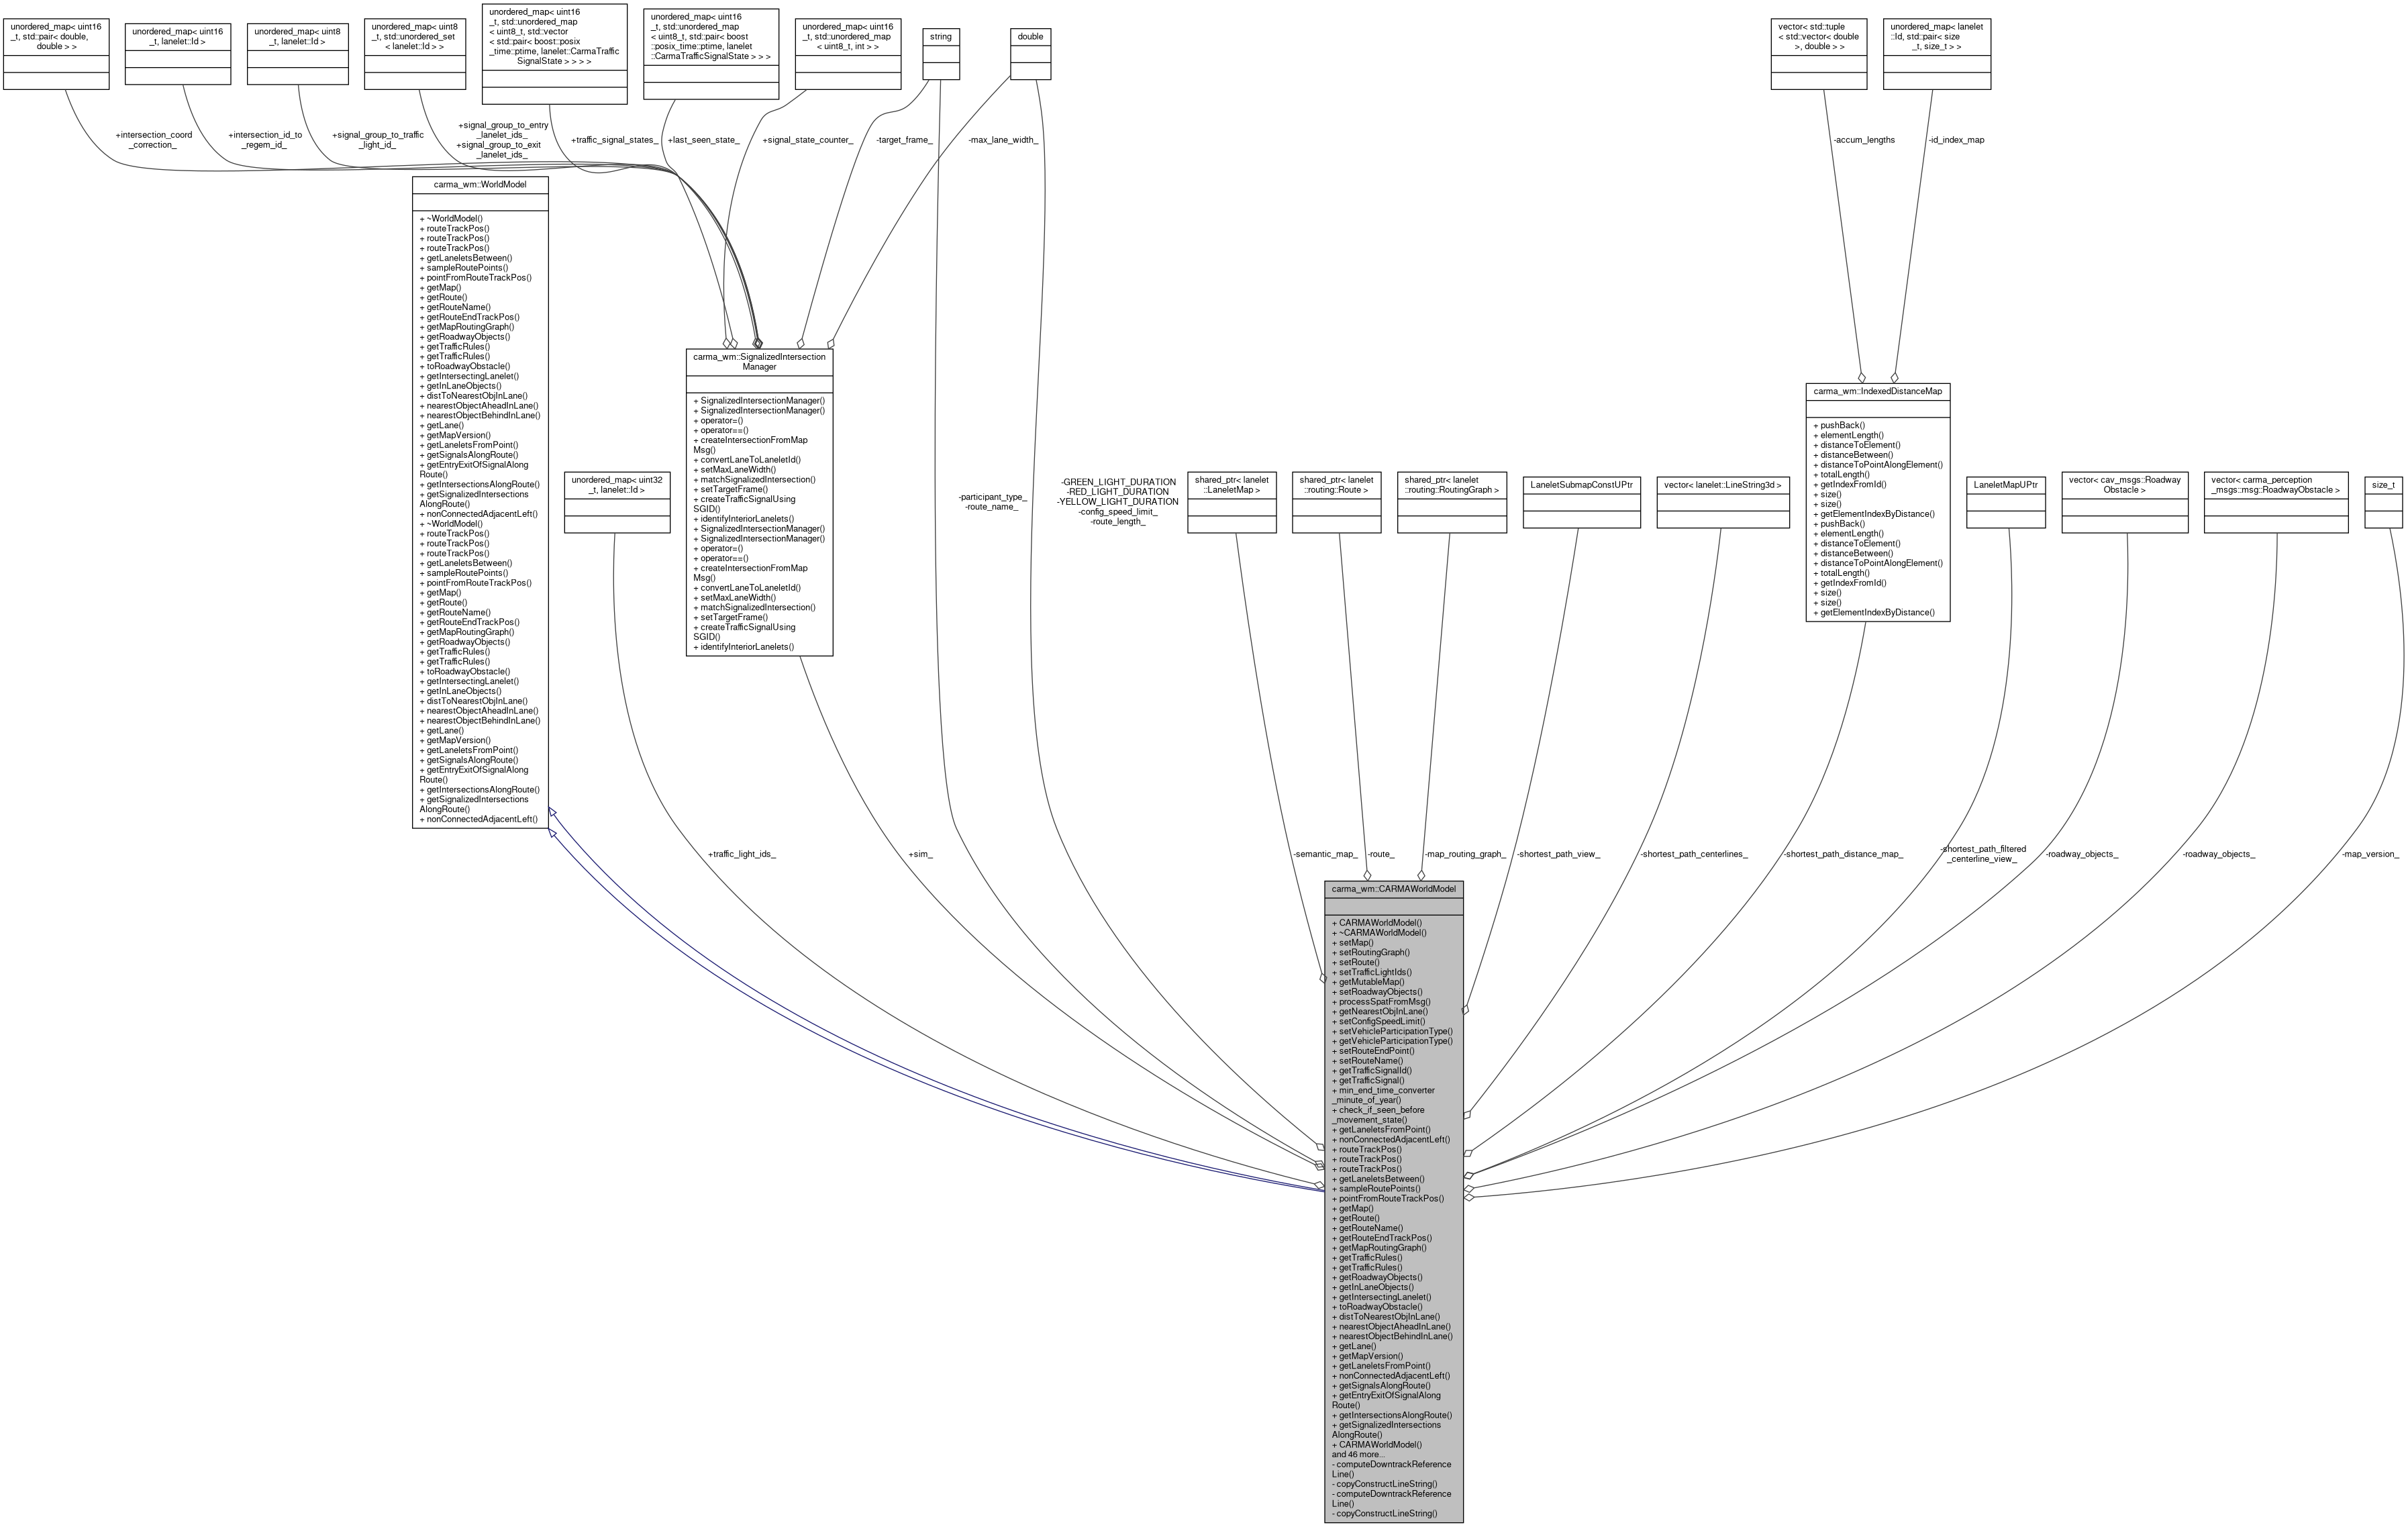 unordered_map< uint16
_t, std::pair< double,
double > >
unordered_map< uint16
_t, lanelet::Id >
unordered_map< uint8
_t, lanelet::Id >
unordered_map< uint8
_t, std::unordered_set
< lanelet::Id > >
unordered_map< uint16
_t, std::unordered_map
< uint8_t, std::vector
< std::pair< boost::posix
_time::ptime, lanelet::CarmaTraffic
SignalState > > > >
unordered_map< uint16
_t, std::unordered_map
< uint8_t, std::pair< boost
::posix_time::ptime, lanelet
::CarmaTrafficSignalState > > >
unordered_map< uint16
_t, std::unordered_map
< uint8_t, int > >
string
double
vector< std::tuple
< std::vector< double
>, double > >
unordered_map< lanelet
::Id, std::pair< size
_t, size_t > >
+intersection_coord
_correction_
+intersection_id_to
_regem_id_
+signal_group_to_traffic
_light_id_
+signal_group_to_entry
_lanelet_ids_
+signal_group_to_exit
_lanelet_ids_
+traffic_signal_states_
+last_seen_state_
+signal_state_counter_
-target_frame_
-max_lane_width_
-accum_lengths
-id_index_map
carma_wm::WorldModel
+ ~WorldModel()
+ routeTrackPos()
+ routeTrackPos()
+ routeTrackPos()
+ getLaneletsBetween()
+ sampleRoutePoints()
+ pointFromRouteTrackPos()
+ getMap()
+ getRoute()
+ getRouteName()
+ getRouteEndTrackPos()
+ getMapRoutingGraph()
+ getRoadwayObjects()
+ getTrafficRules()
+ getTrafficRules()
+ toRoadwayObstacle()
+ getIntersectingLanelet()
+ getInLaneObjects()
+ distToNearestObjInLane()
+ nearestObjectAheadInLane()
+ nearestObjectBehindInLane()
+ getLane()
+ getMapVersion()
+ getLaneletsFromPoint()
+ getSignalsAlongRoute()
+ getEntryExitOfSignalAlong
Route()
+ getIntersectionsAlongRoute()
+ getSignalizedIntersections
AlongRoute()
+ nonConnectedAdjacentLeft()
+ ~WorldModel()
+ routeTrackPos()
+ routeTrackPos()
+ routeTrackPos()
+ getLaneletsBetween()
+ sampleRoutePoints()
+ pointFromRouteTrackPos()
+ getMap()
+ getRoute()
+ getRouteName()
+ getRouteEndTrackPos()
+ getMapRoutingGraph()
+ getRoadwayObjects()
+ getTrafficRules()
+ getTrafficRules()
+ toRoadwayObstacle()
+ getIntersectingLanelet()
+ getInLaneObjects()
+ distToNearestObjInLane()
+ nearestObjectAheadInLane()
+ nearestObjectBehindInLane()
+ getLane()
+ getMapVersion()
+ getLaneletsFromPoint()
+ getSignalsAlongRoute()
+ getEntryExitOfSignalAlong
Route()
+ getIntersectionsAlongRoute()
+ getSignalizedIntersections
AlongRoute()
+ nonConnectedAdjacentLeft()
unordered_map< uint32
_t, lanelet::Id >
carma_wm::SignalizedIntersection
Manager
+ SignalizedIntersectionManager()
+ SignalizedIntersectionManager()
+ operator=()
+ operator==()
+ createIntersectionFromMap
Msg()
+ convertLaneToLaneletId()
+ setMaxLaneWidth()
+ matchSignalizedIntersection()
+ setTargetFrame()
+ createTrafficSignalUsing
SGID()
+ identifyInteriorLanelets()
+ SignalizedIntersectionManager()
+ SignalizedIntersectionManager()
+ operator=()
+ operator==()
+ createIntersectionFromMap
Msg()
+ convertLaneToLaneletId()
+ setMaxLaneWidth()
+ matchSignalizedIntersection()
+ setTargetFrame()
+ createTrafficSignalUsing
SGID()
+ identifyInteriorLanelets()
-participant_type_
-route_name_
-GREEN_LIGHT_DURATION
-RED_LIGHT_DURATION
-YELLOW_LIGHT_DURATION
-config_speed_limit_
-route_length_
shared_ptr< lanelet
::LaneletMap >
shared_ptr< lanelet
::routing::Route >
shared_ptr< lanelet
::routing::RoutingGraph >
LaneletSubmapConstUPtr
vector< lanelet::LineString3d >
carma_wm::IndexedDistanceMap
+ pushBack()
+ elementLength()
+ distanceToElement()
+ distanceBetween()
+ distanceToPointAlongElement()
+ totalLength()
+ getIndexFromId()
+ size()
+ size()
+ getElementIndexByDistance()
+ pushBack()
+ elementLength()
+ distanceToElement()
+ distanceBetween()
+ distanceToPointAlongElement()
+ totalLength()
+ getIndexFromId()
+ size()
+ size()
+ getElementIndexByDistance()
LaneletMapUPtr
vector< cav_msgs::Roadway
Obstacle >
vector< carma_perception
_msgs::msg::RoadwayObstacle >
size_t
+traffic_light_ids_
+sim_
-semantic_map_
-route_
-map_routing_graph_
-shortest_path_view_
-shortest_path_centerlines_
-shortest_path_distance_map_
-shortest_path_filtered
_centerline_view_
-roadway_objects_
-roadway_objects_
-map_version_
carma_wm::CARMAWorldModel
+ CARMAWorldModel()
+ ~CARMAWorldModel()
+ setMap()
+ setRoutingGraph()
+ setRoute()
+ setTrafficLightIds()
+ getMutableMap()
+ setRoadwayObjects()
+ processSpatFromMsg()
+ getNearestObjInLane()
+ setConfigSpeedLimit()
+ setVehicleParticipationType()
+ getVehicleParticipationType()
+ setRouteEndPoint()
+ setRouteName()
+ getTrafficSignalId()
+ getTrafficSignal()
+ min_end_time_converter
_minute_of_year()
+ check_if_seen_before
_movement_state()
+ getLaneletsFromPoint()
+ nonConnectedAdjacentLeft()
+ routeTrackPos()
+ routeTrackPos()
+ routeTrackPos()
+ getLaneletsBetween()
+ sampleRoutePoints()
+ pointFromRouteTrackPos()
+ getMap()
+ getRoute()
+ getRouteName()
+ getRouteEndTrackPos()
+ getMapRoutingGraph()
+ getTrafficRules()
+ getTrafficRules()
+ getRoadwayObjects()
+ getInLaneObjects()
+ getIntersectingLanelet()
+ toRoadwayObstacle()
+ distToNearestObjInLane()
+ nearestObjectAheadInLane()
+ nearestObjectBehindInLane()
+ getLane()
+ getMapVersion()
+ getLaneletsFromPoint()
+ nonConnectedAdjacentLeft()
+ getSignalsAlongRoute()
+ getEntryExitOfSignalAlong
Route()
+ getIntersectionsAlongRoute()
+ getSignalizedIntersections
AlongRoute()
+ CARMAWorldModel()
and 46 more...
- computeDowntrackReference
Line()
- copyConstructLineString()
- computeDowntrackReference
Line()
- copyConstructLineString()